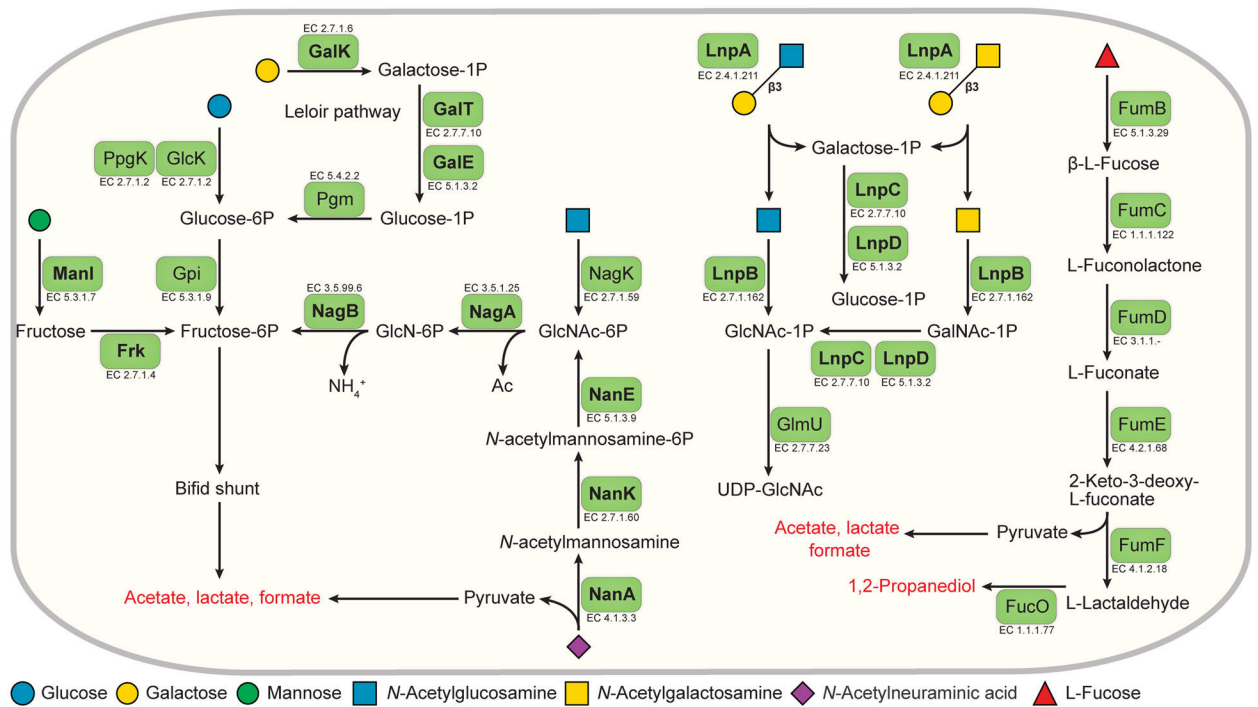 EC 2.7.1.6
GalK
Galactose-1P
Leloir pathway
GalT
EC 2.7.7.10
GalE
EC 5.1.3.2
PpgK
EC 2.7.1.2
GlcK
EC 2.7.1.2
Glucose-6P
EC 5.4.2.2
Pgm
Glucose-1P
ManI
EC 5.3.1.7
Fructose
Frk
EC 2.7.1.4
Gpi
EC 5.3.1.9
Fructose-6P
EC 3.5.99.6
NagB
NH4+
GlcN-6P
EC 3.5.1.25
NagA
Ac
NagK
EC 2.7.1.59
GlcNAc-6P
NanE
EC 5.1.3.9
N-acetylmannosamine-6P
NanK
EC 2.7.1.60
N-acetylmannosamine
NanA
EC 4.1.3.3
Pyruvate
Bifid shunt
Acetate, lactate, formate
LnpA
EC 2.4.1.211
β3
LnpA
EC 2.4.1.211
β3
Galactose-1P
LnpC
EC 2.7.7.10
LnpD
EC 5.1.3.2
Glucose-1P
LnpB
EC 2.7.1.162
LnpB
EC 2.7.1.162
GlcNAc-1P
GalNAc-1P
LnpC
EC 2.7.7.10
LnpD
EC 5.1.3.2
GlmU
EC 2.7.7.23
UDP-GlcNAc
FumB
EC 5.1.3.29
β-L-Fucose
FumC
EC 1.1.1.122
L-Fuconolactone
FumD
EC 3.1.1.-
L-Fuconate
FumE
EC 4.2.1.68
2-Keto-3-deoxy-
L-fuconate
Acetate, lactate
formate
Pyruvate
FumF
EC 4.1.2.18
1,2-Propanediol
FucO
EC 1.1.1.77
L-Lactaldehyde
Glucose
Galactose
Mannose
N-Acetylglucosamine
N-Acetylgalactosamine
N-Acetylneuraminic acid
L-Fucose